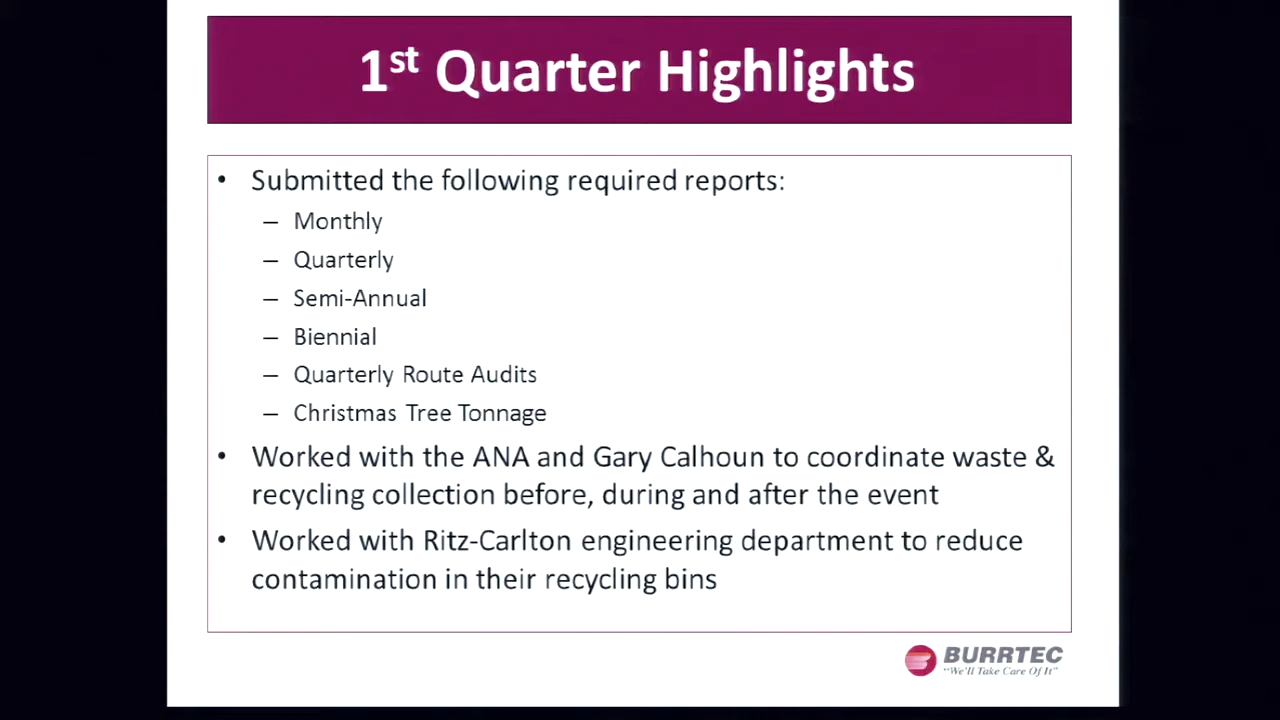 1st Quarter Highlights
• Submitted the following required reports:
– Monthly
– Quarterly
– Semi-Annual
– Biennial
– Quarterly Route Audits
– Christmas Tree Tonnage
• Worked with the ANA and Gary Calhoun to coordinate waste &
recycling collection before, during and after the event
• Worked with Ritz-Carlton engineering department to reduce
contamination in their recycling bins
BURRTEC
"We'll Take Care Of It"